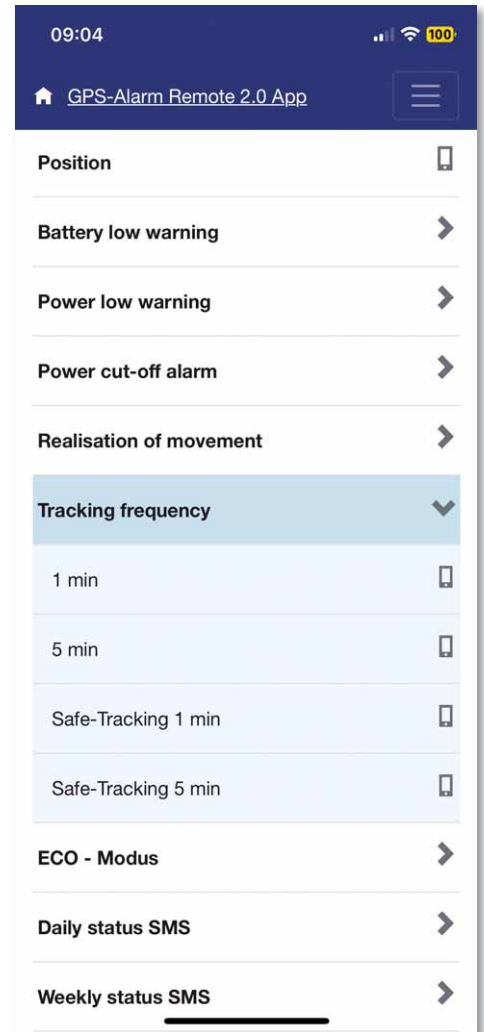 09:04
100
GPS-Alarm Remote 2.0 App
Position
Battery low warning
Power low warning
Power cut-off alarm
Realisation of movement
Tracking frequency
1 min
5 min
Safe-Tracking 1 min
Safe-Tracking 5 min
ECO - Modus
Daily status SMS
Weekly status SMS